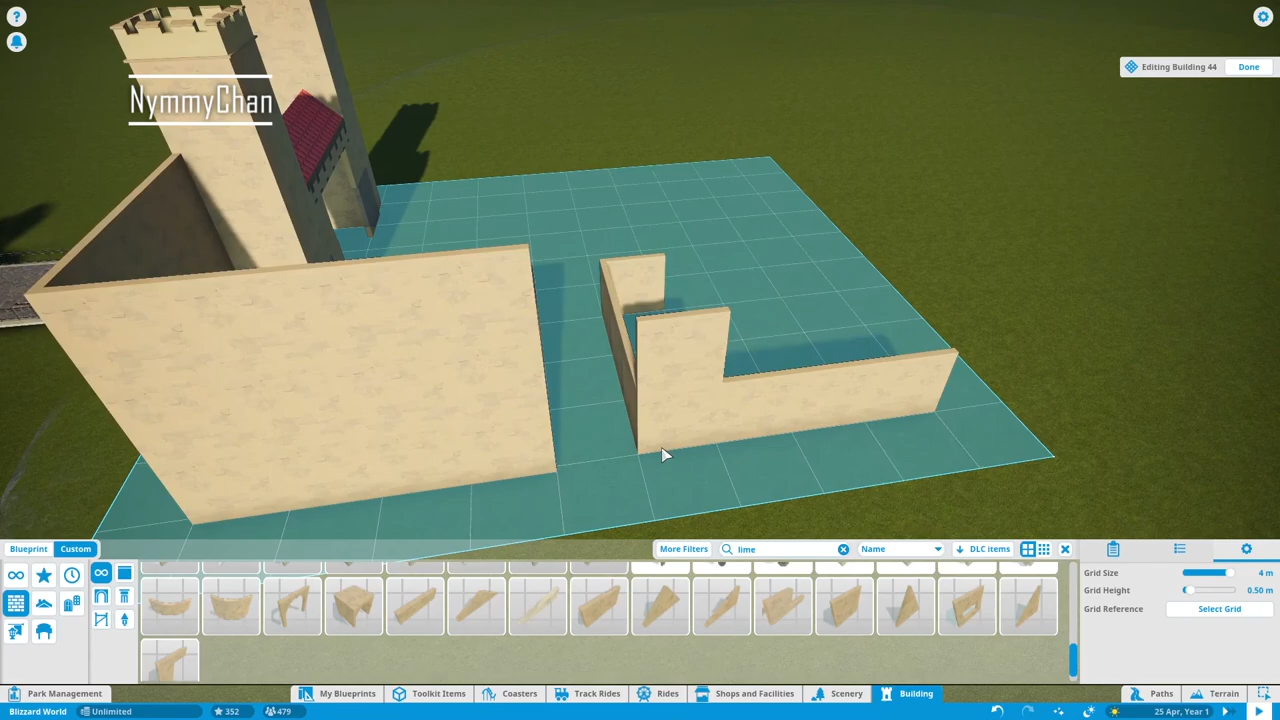 ?
NymmyChan
Editing Building 44
Done
Blueprint
Custom
More Filters
lime
Name
DLC items
Grid Size
4 m
Grid Height
0.50 m
Grid Reference
Select Grid
Park Management
My Blueprints
Toolkit Items
Coasters
Track Rides
Rides
Shops and Facilities
Scenery
Building
Paths
Terrain
Blizzard World
Unlimited
352
479
25 Apr, Year 1